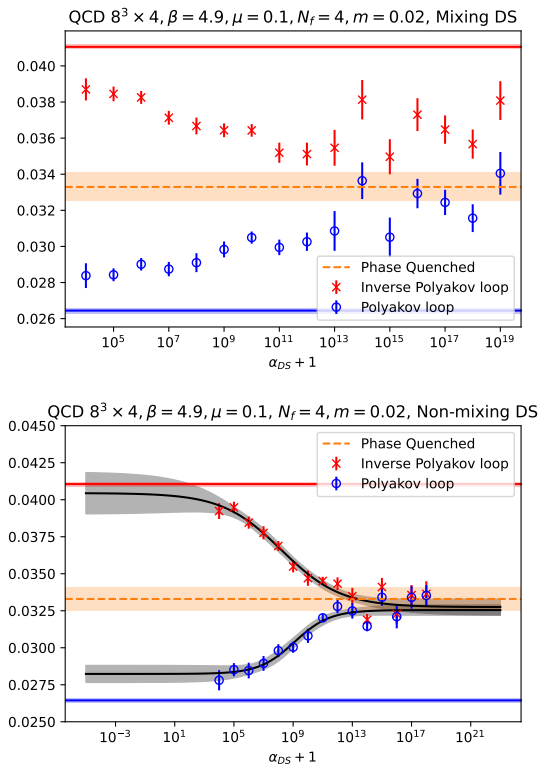 QCD 8³ × 4, β = 4.9, μ = 0.1, N_f = 4, m = 0.02, Mixing DS
0.040
0.038
0.036
0.034
0.032
0.030
0.028
0.026
Phase Quenched
Inverse Polyakov loop
Polyakov loop
10⁵ 10⁷ 10⁹ 10¹¹ 10¹³ 10¹⁵ 10¹⁷ 10¹⁹
α_DS + 1
QCD 8³ × 4, β = 4.9, μ = 0.1, N_f = 4, m = 0.02, Non-mixing DS
0.0450
0.0425
0.0400
0.0375
0.0350
0.0325
0.0300
0.0275
0.0250
Phase Quenched
Inverse Polyakov loop
Polyakov loop
10⁻³ 10¹ 10⁵ 10⁹ 10¹³ 10¹⁷ 10²¹
α_DS + 1